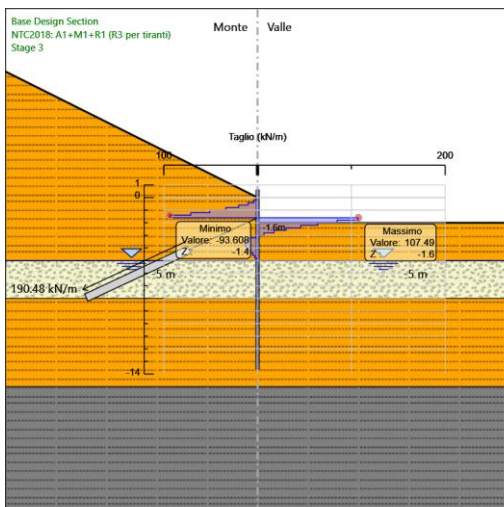 Base Design Section
NTC2018: A1+M1+R1 (R3 per tiranti)
Stage 3
Monte Valle
Taglio (kN/m)
100 200
1
0
Minimo
Valore: -93.608
Z -1.4
-1.6m
Massimo
Valore: 107.49
Z -1.6
-5 m -5 m
190.48 kN/m
-14